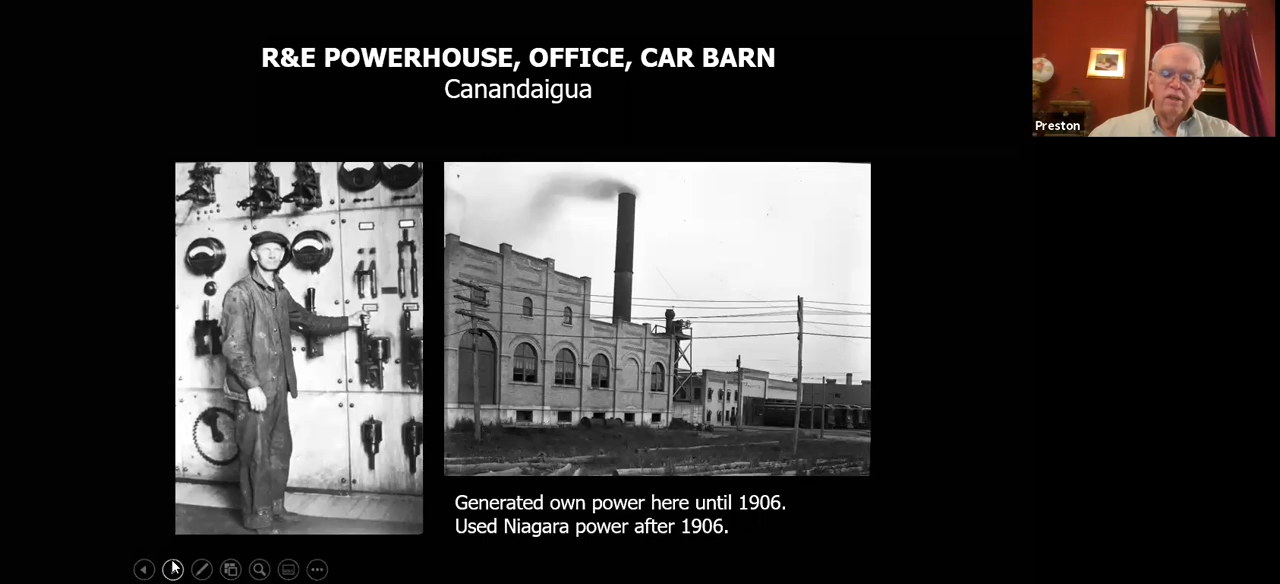 R&E POWERHOUSE, OFFICE, CAR BARN
Canandaigua
Preston
Generated own power here until 1906.
Used Niagara power after 1906.